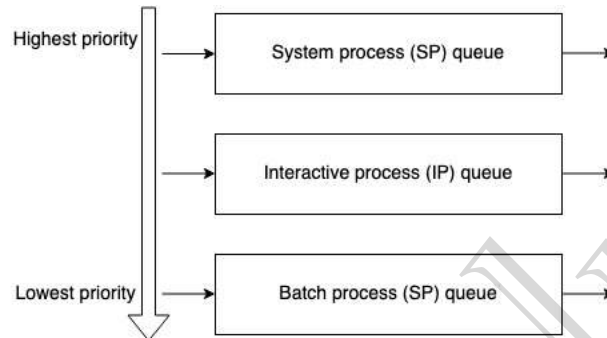 Highest priority
System process (SP) queue
Interactive process (IP) queue
Lowest priority
Batch process (SP) queue